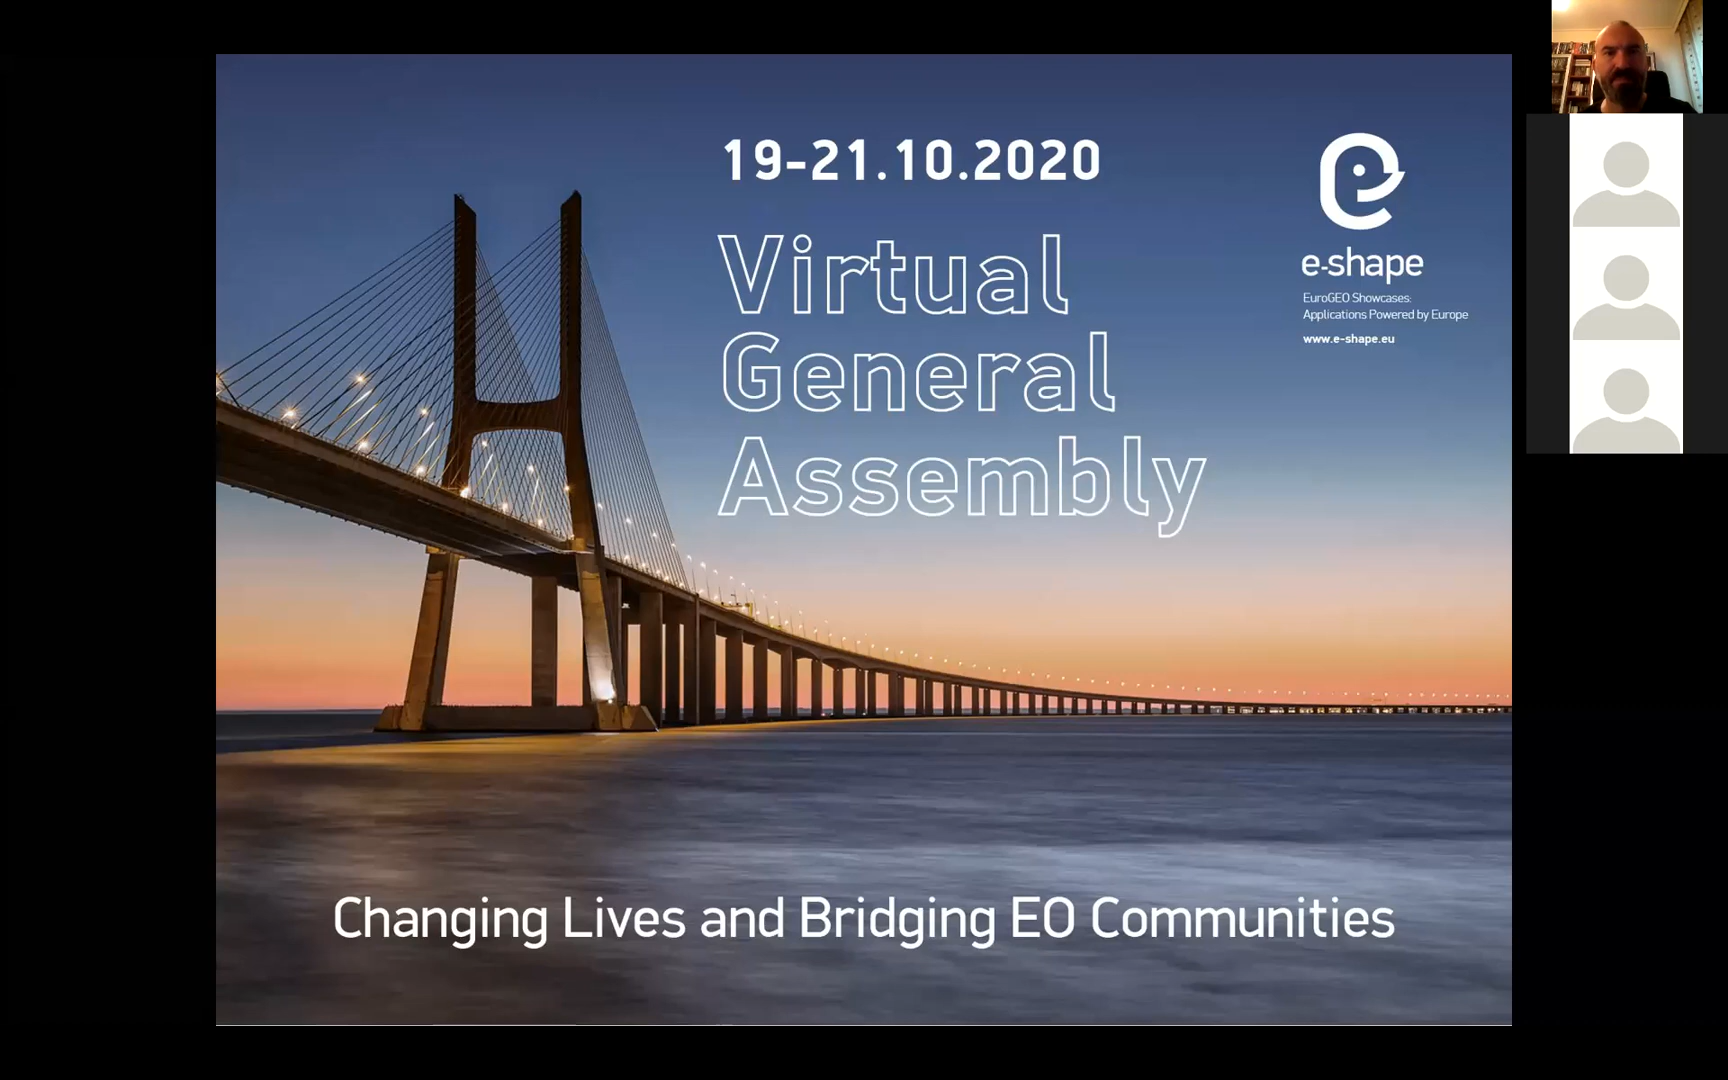 19-21.10.2020
Virtual
General
Assembly
e-shape
EuroGEO Showcases:
Applications Powered by Europe
www.e-shape.eu
Changing Lives and Bridging EO Communities